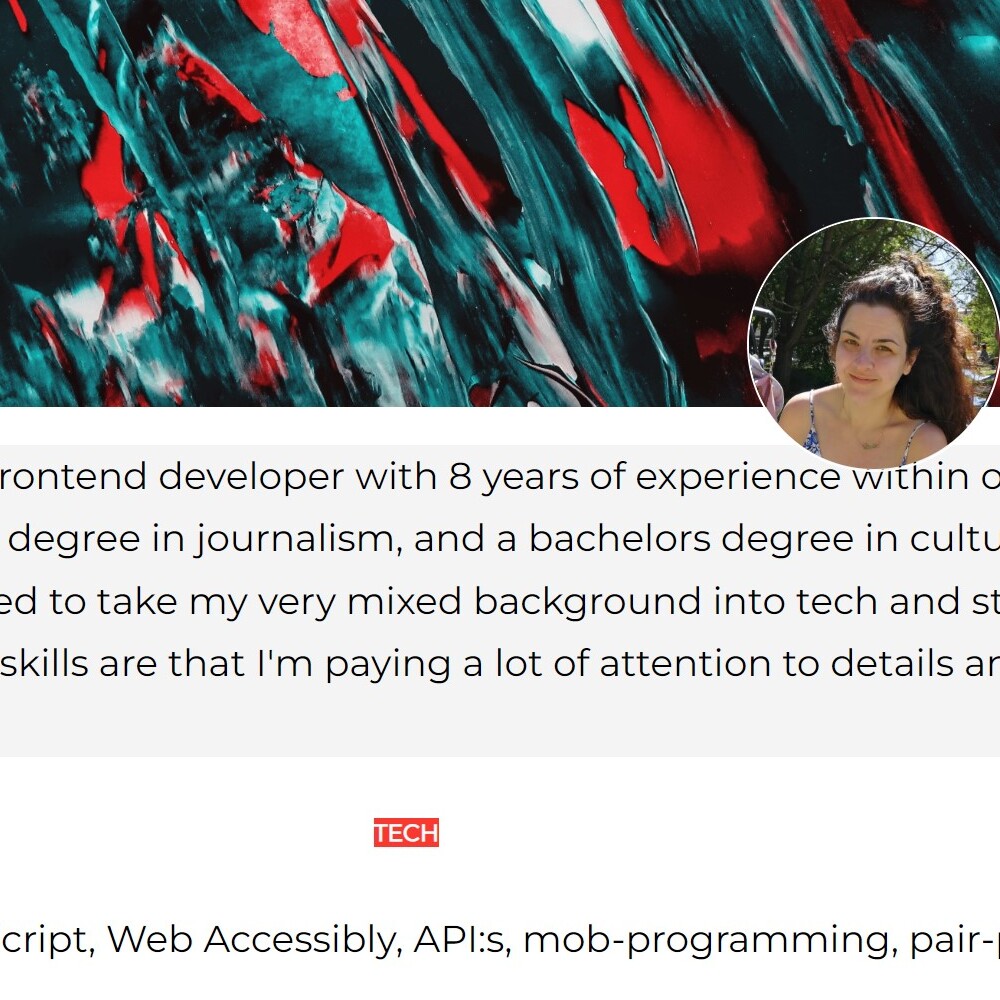 rontend developer with 8 years of experience within o
degree in journalism, and a bachelors degree in cultu
ed to take my very mixed background into tech and st
skills are that I'm paying a lot of attention to details an
TECH
cript, Web Accessibly, API:s, mob-programming, pair-p